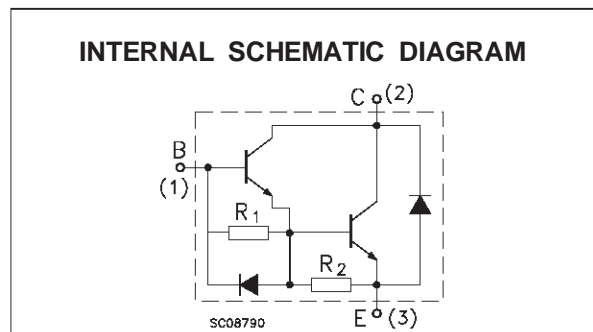 INTERNAL SCHEMATIC DIAGRAM
C (2)
B
(1)
R1
R2
SC08790
E (3)